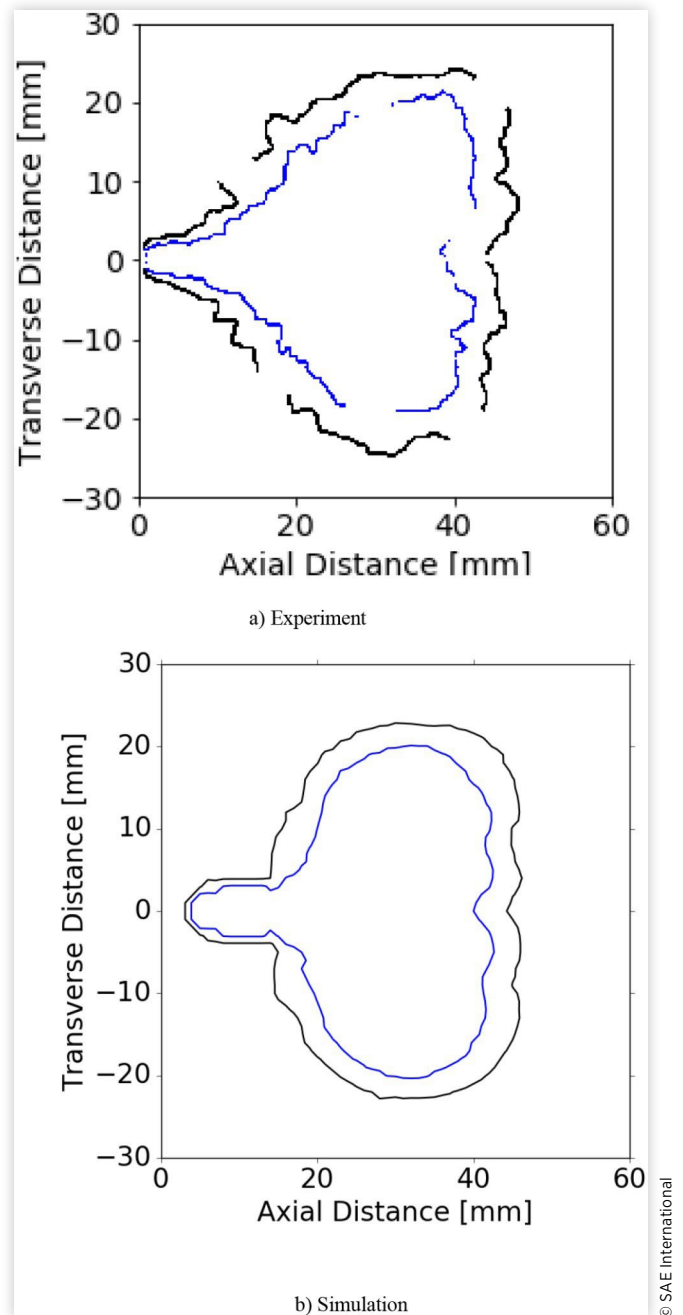 30
20
10
0
−10
−20
−30
Transverse Distance [mm]
0 20 40 60
Axial Distance [mm]
a) Experiment
30
20
10
0
−10
−20
−30
Transverse Distance [mm]
0 20 40 60
Axial Distance [mm]
b) Simulation
© SAE International